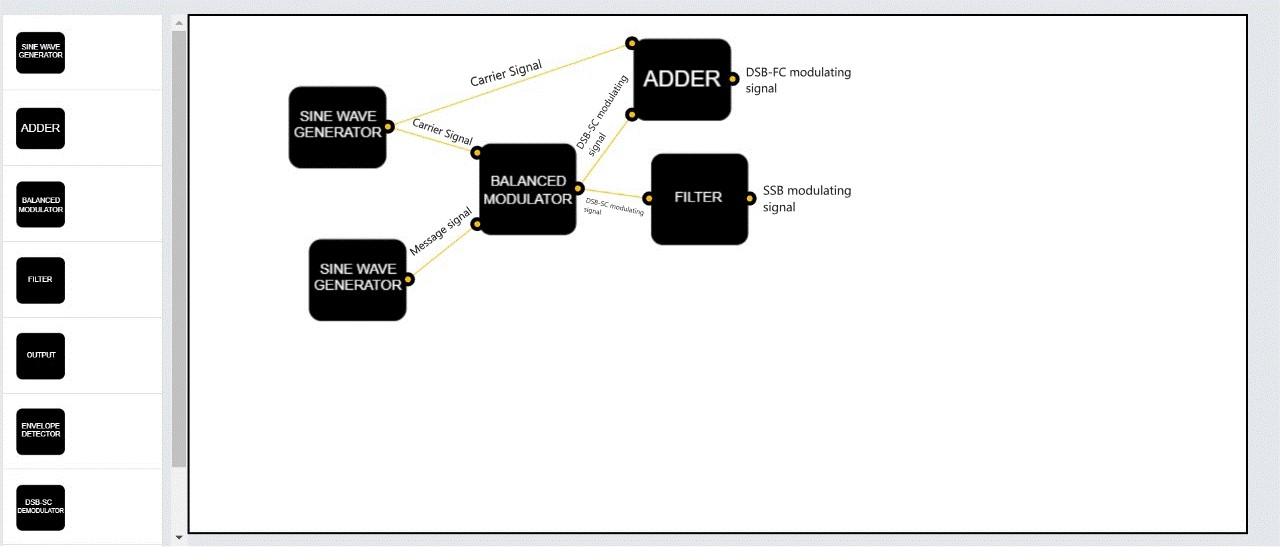 SINE WAVE
GENERATOR
ADDER
BALANCED
MODULATOR
FILTER
OUTPUT
ENVELOPE
DETECTOR
DSB-SC
DEMODULATOR
SINE WAVE
GENERATOR
Carrier Signal
Carrier Signal
ADDER
DSB-FC modulating
signal
DSB-SC modulating
signal
BALANCED
MODULATOR
DSB-SC modulating
signal
FILTER
SSB modulating
signal
Message signal
SINE WAVE
GENERATOR